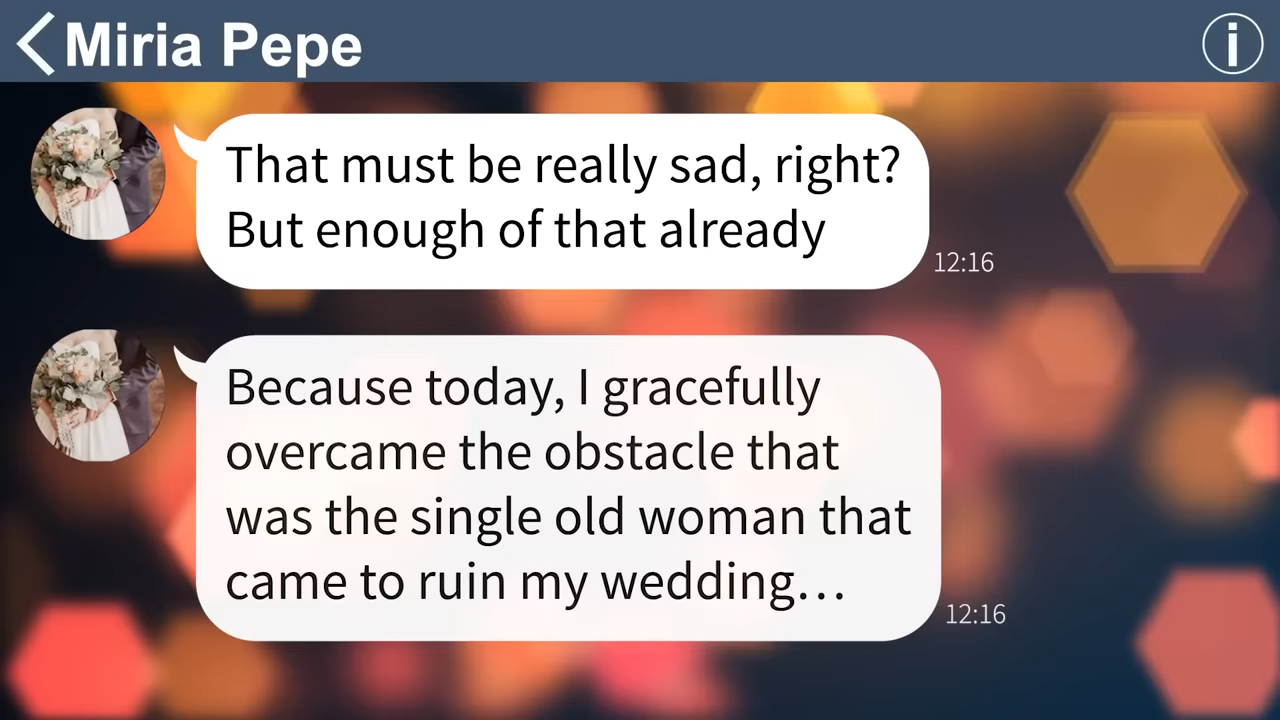 Miria Pepe
i
That must be really sad, right?
But enough of that already
12:16
Because today, I gracefully
overcame the obstacle that
was the single old woman that
came to ruin my wedding…
12:16